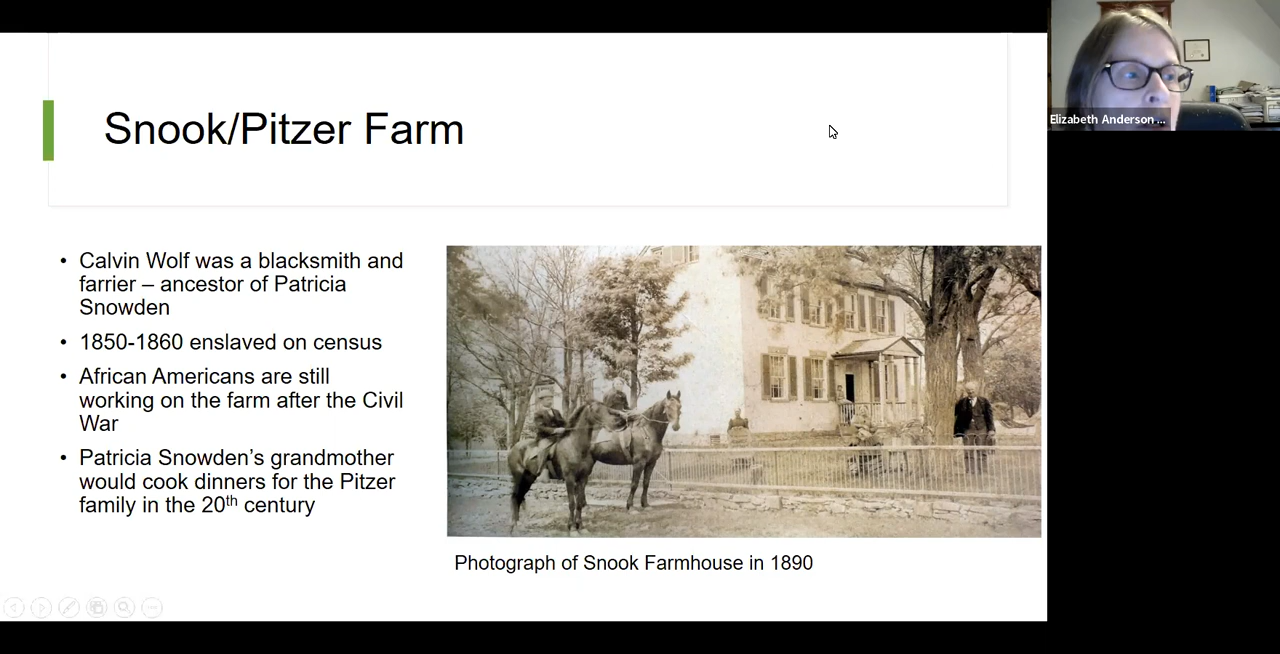 Snook/Pitzer Farm
Elizabeth Anderson ...
• Calvin Wolf was a blacksmith and
farrier – ancestor of Patricia
Snowden
• 1850-1860 enslaved on census
• African Americans are still
working on the farm after the Civil
War
• Patricia Snowden’s grandmother
would cook dinners for the Pitzer
family in the 20th century
Photograph of Snook Farmhouse in 1890